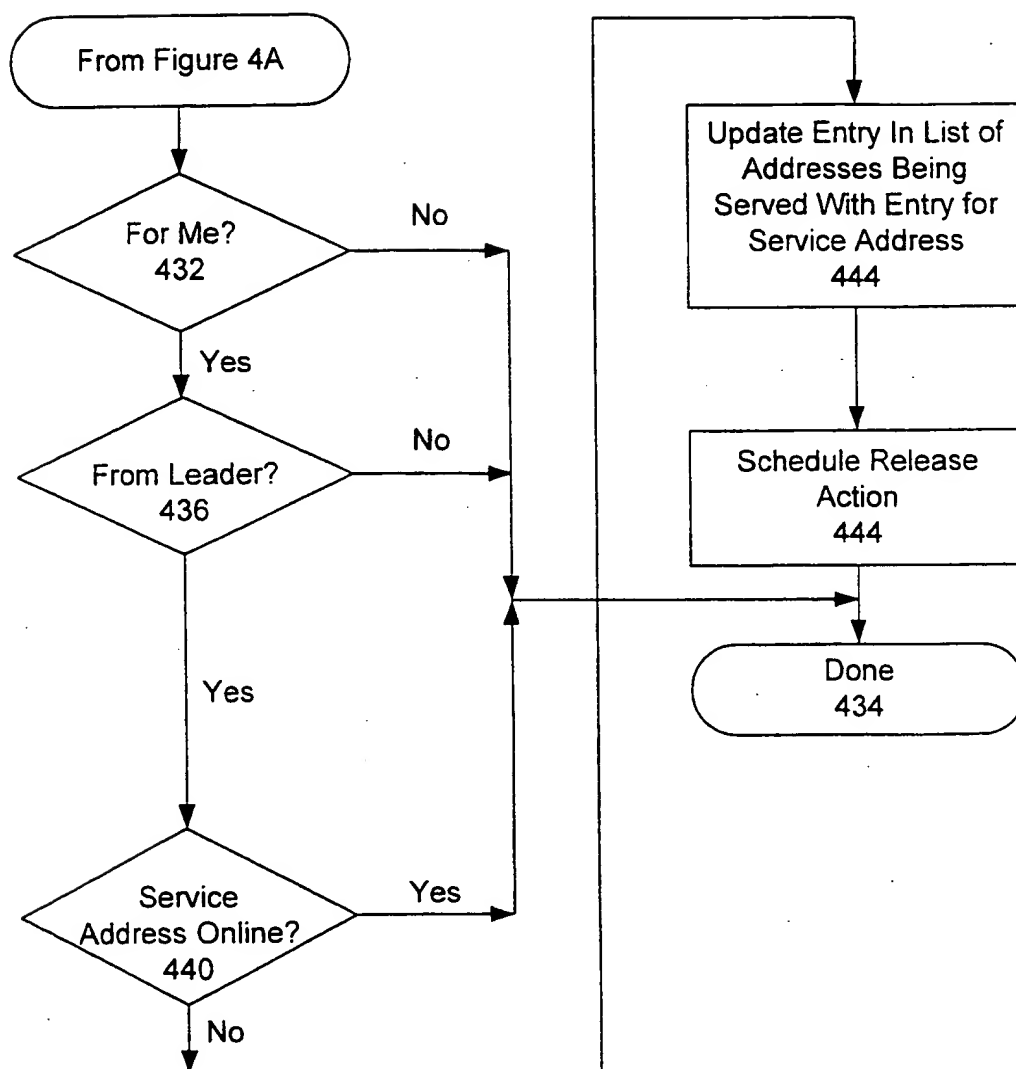 From Figure 4A
For Me?
432
No
Yes
From Leader?
436
No
Yes
Service
Address Online?
440
Yes
No
Update Entry In List of
Addresses Being
Served With Entry for
Service Address
444
Schedule Release
Action
444
Done
434